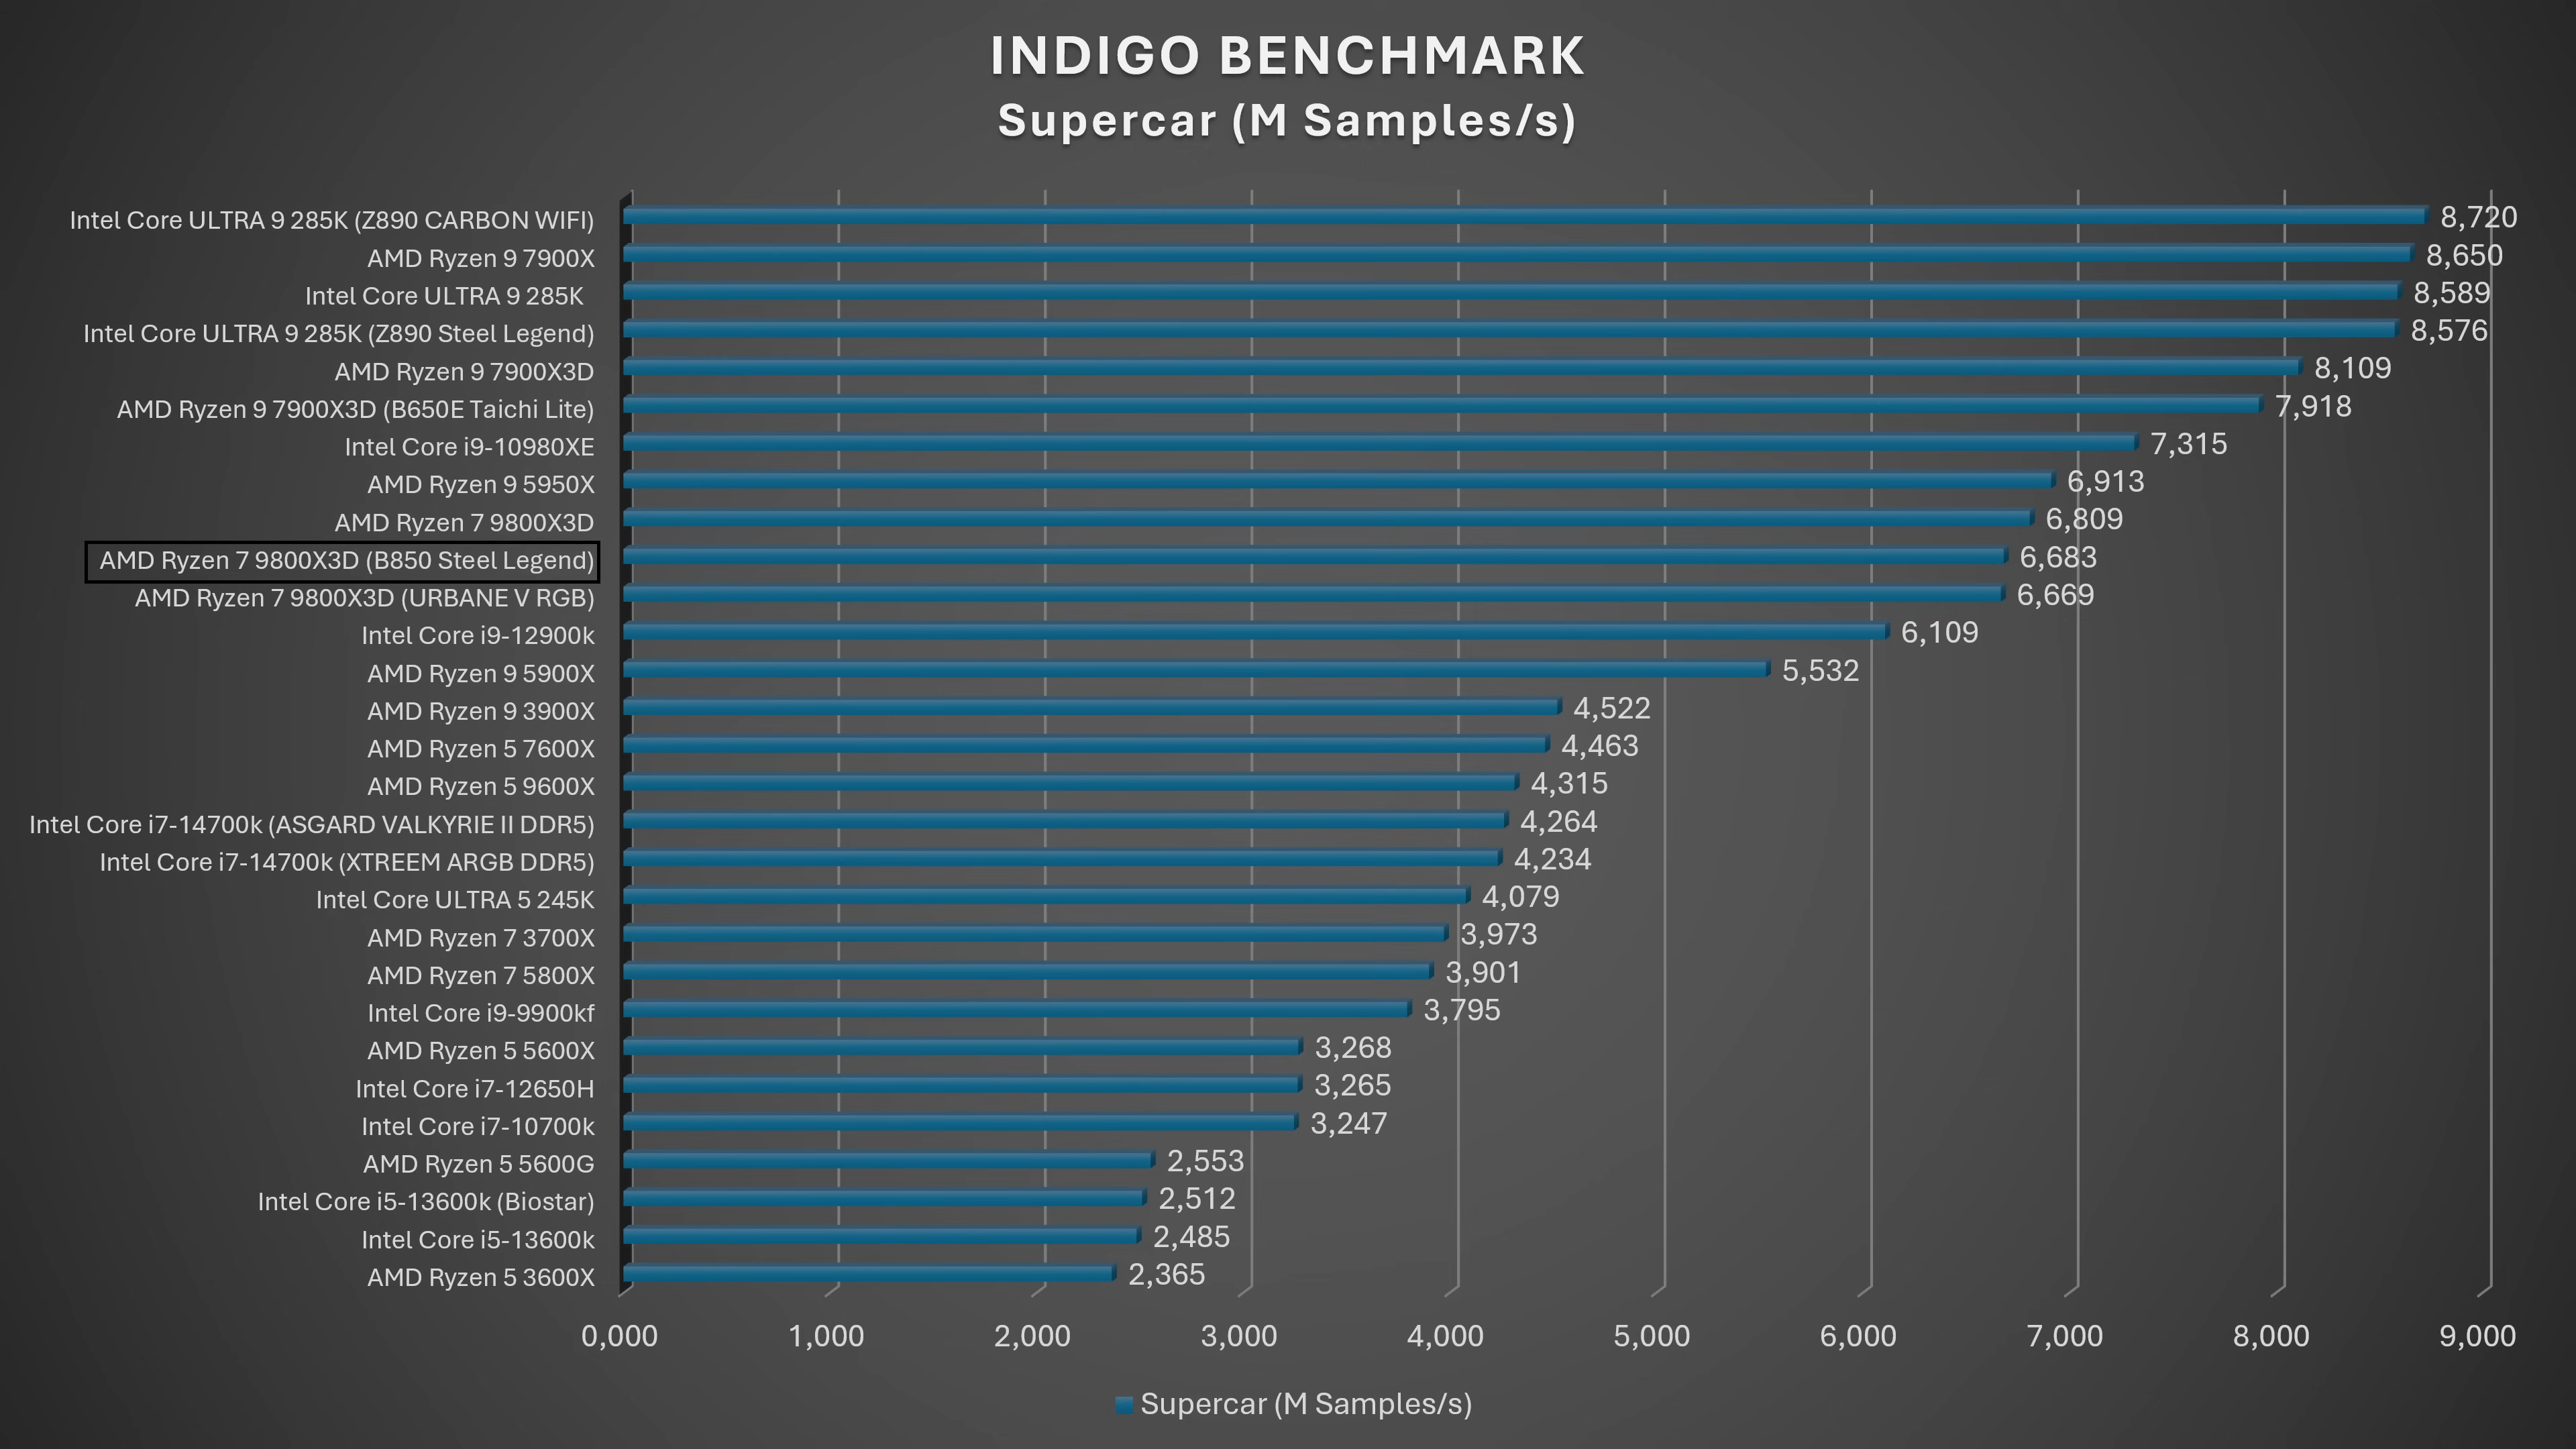 INDIGO BENCHMARK
Supercar (M Samples/s)
Intel Core ULTRA 9 285K (Z890 CARBON WIFI) 8,720
AMD Ryzen 9 7900X 8,650
Intel Core ULTRA 9 285K 8,589
Intel Core ULTRA 9 285K (Z890 Steel Legend) 8,576
AMD Ryzen 9 7900X3D 8,109
AMD Ryzen 9 7900X3D (B650E Taichi Lite) 7,918
Intel Core i9-10980XE 7,315
AMD Ryzen 9 5950X 6,913
AMD Ryzen 7 9800X3D 6,809
AMD Ryzen 7 9800X3D (B850 Steel Legend) 6,683
AMD Ryzen 7 9800X3D (URBANE V RGB) 6,669
Intel Core i9-12900k 6,109
AMD Ryzen 9 5900X 5,532
AMD Ryzen 9 3900X 4,522
AMD Ryzen 5 7600X 4,463
AMD Ryzen 5 9600X 4,315
Intel Core i7-14700k (ASGARD VALKYRIE II DDR5) 4,264
Intel Core i7-14700k (XTREEM ARGB DDR5) 4,234
Intel Core ULTRA 5 245K 4,079
AMD Ryzen 7 3700X 3,973
AMD Ryzen 7 5800X 3,901
Intel Core i9-9900kf 3,795
AMD Ryzen 5 5600X 3,268
Intel Core i7-12650H 3,265
Intel Core i7-10700k 3,247
AMD Ryzen 5 5600G 2,553
Intel Core i5-13600k (Biostar) 2,512
Intel Core i5-13600k 2,485
AMD Ryzen 5 3600X 2,365
0,000 1,000 2,000 3,000 4,000 5,000 6,000 7,000 8,000 9,000
Supercar (M Samples/s)